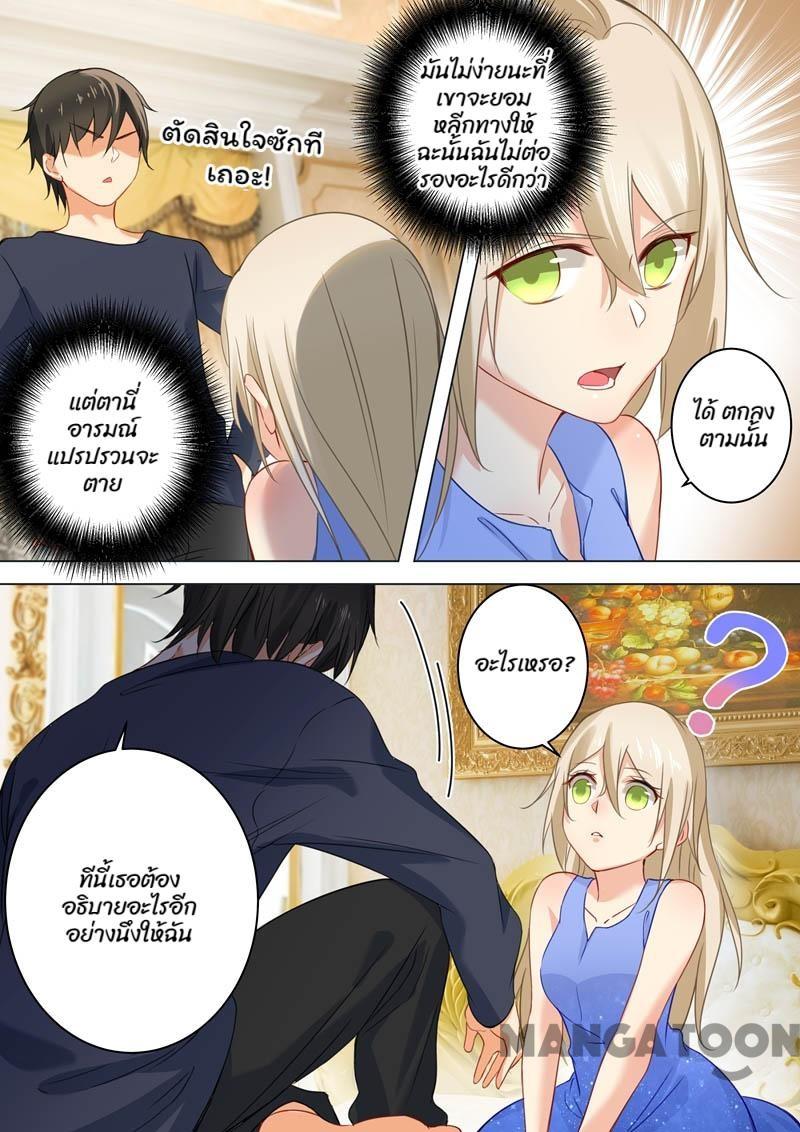 ตัดสินใจซักที
เถอะ!
แต่ตานี่
อารมณ์
แปรปรวนจะ
ตาย
มันไม่ง่ายนะที่
เขาจะยอม
หลีกทางให้
ฉะนั้นฉันไม่ต่อ
รองอะไรดีกว่า
ได้ ตกลง
ตามนั้น
ทีนี้เธอต้อง
อธิบายอะไรอีก
อย่างนึงให้ฉัน
อะไรเหรอ?
?
MANGATOON